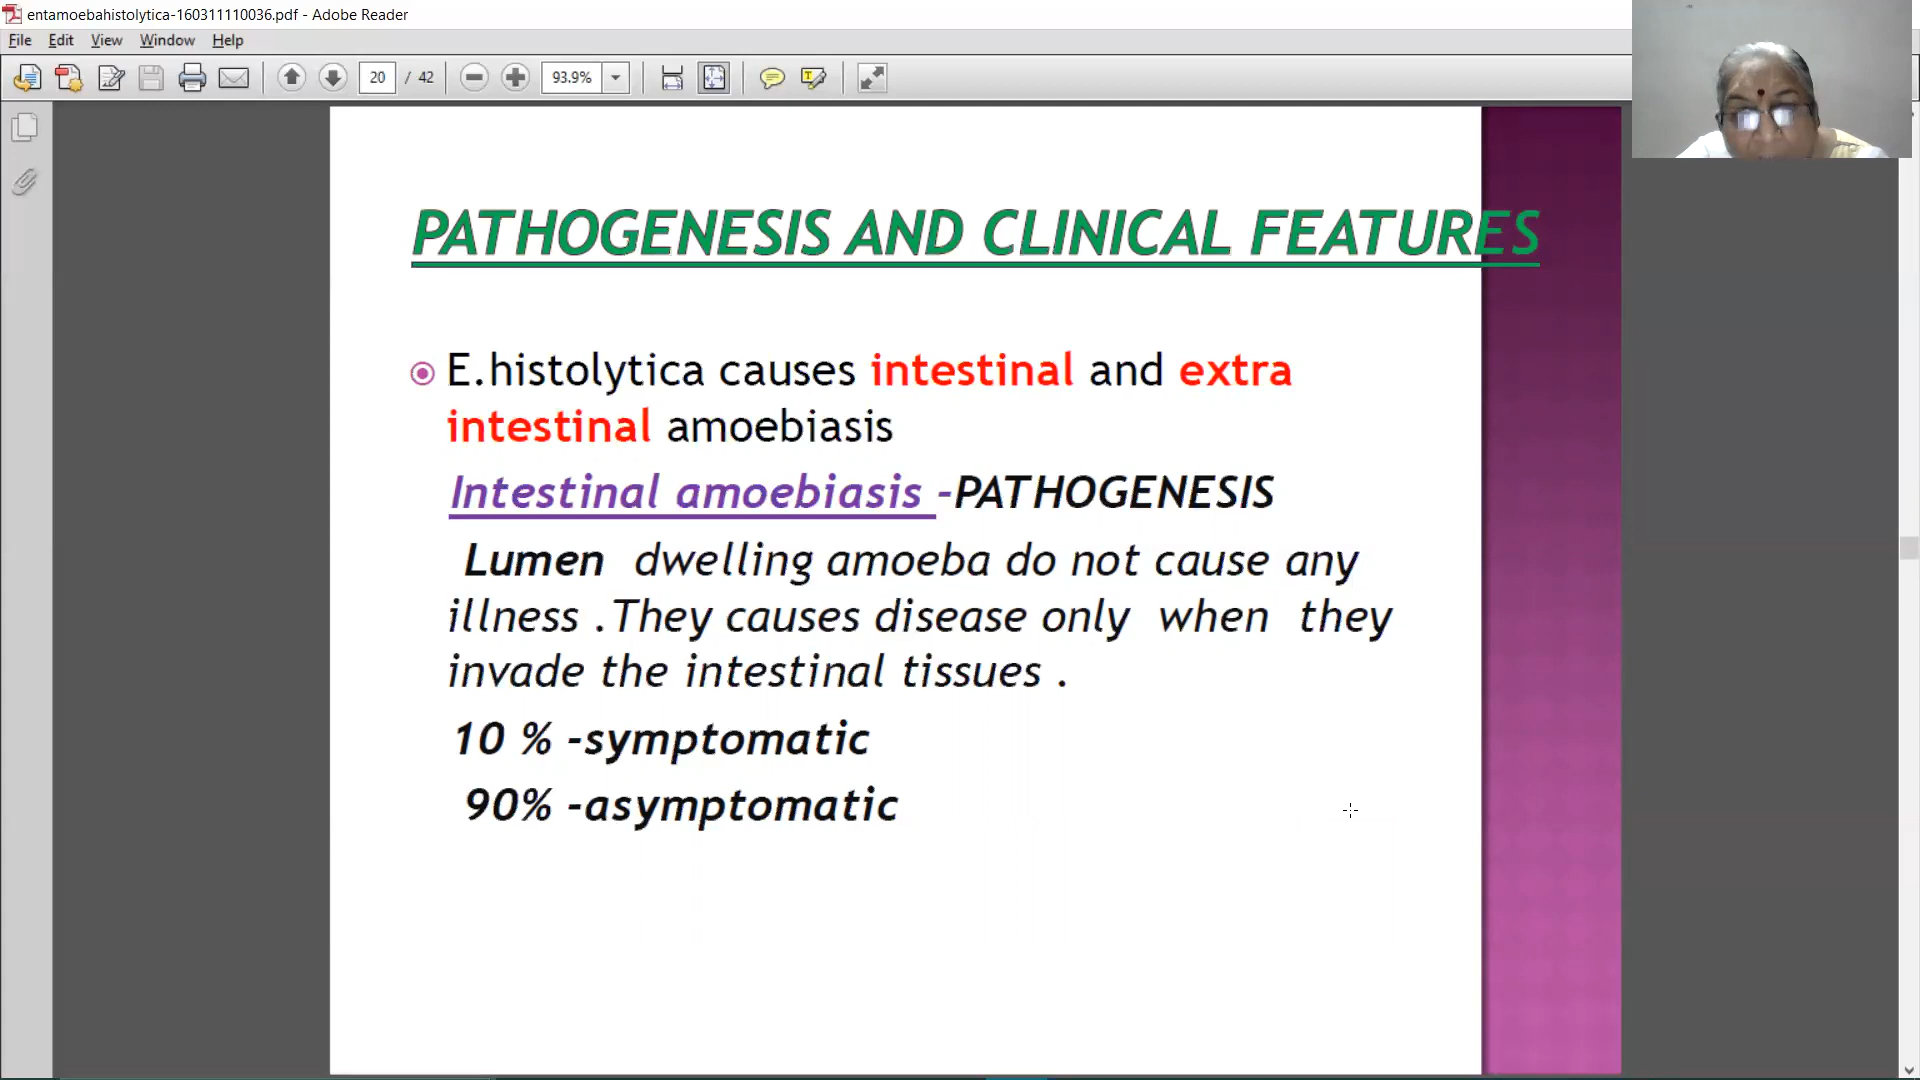 entamoebahistolytica-160311110036.pdf - Adobe Reader
File Edit View Window Help
20 / 42 93.9%
PATHOGENESIS AND CLINICAL FEATURES
E.histolytica causes intestinal and extra
intestinal amoebiasis
Intestinal amoebiasis -PATHOGENESIS
Lumen dwelling amoeba do not cause any
illness .They causes disease only when they
invade the intestinal tissues .
10 % -symptomatic
90% -asymptomatic